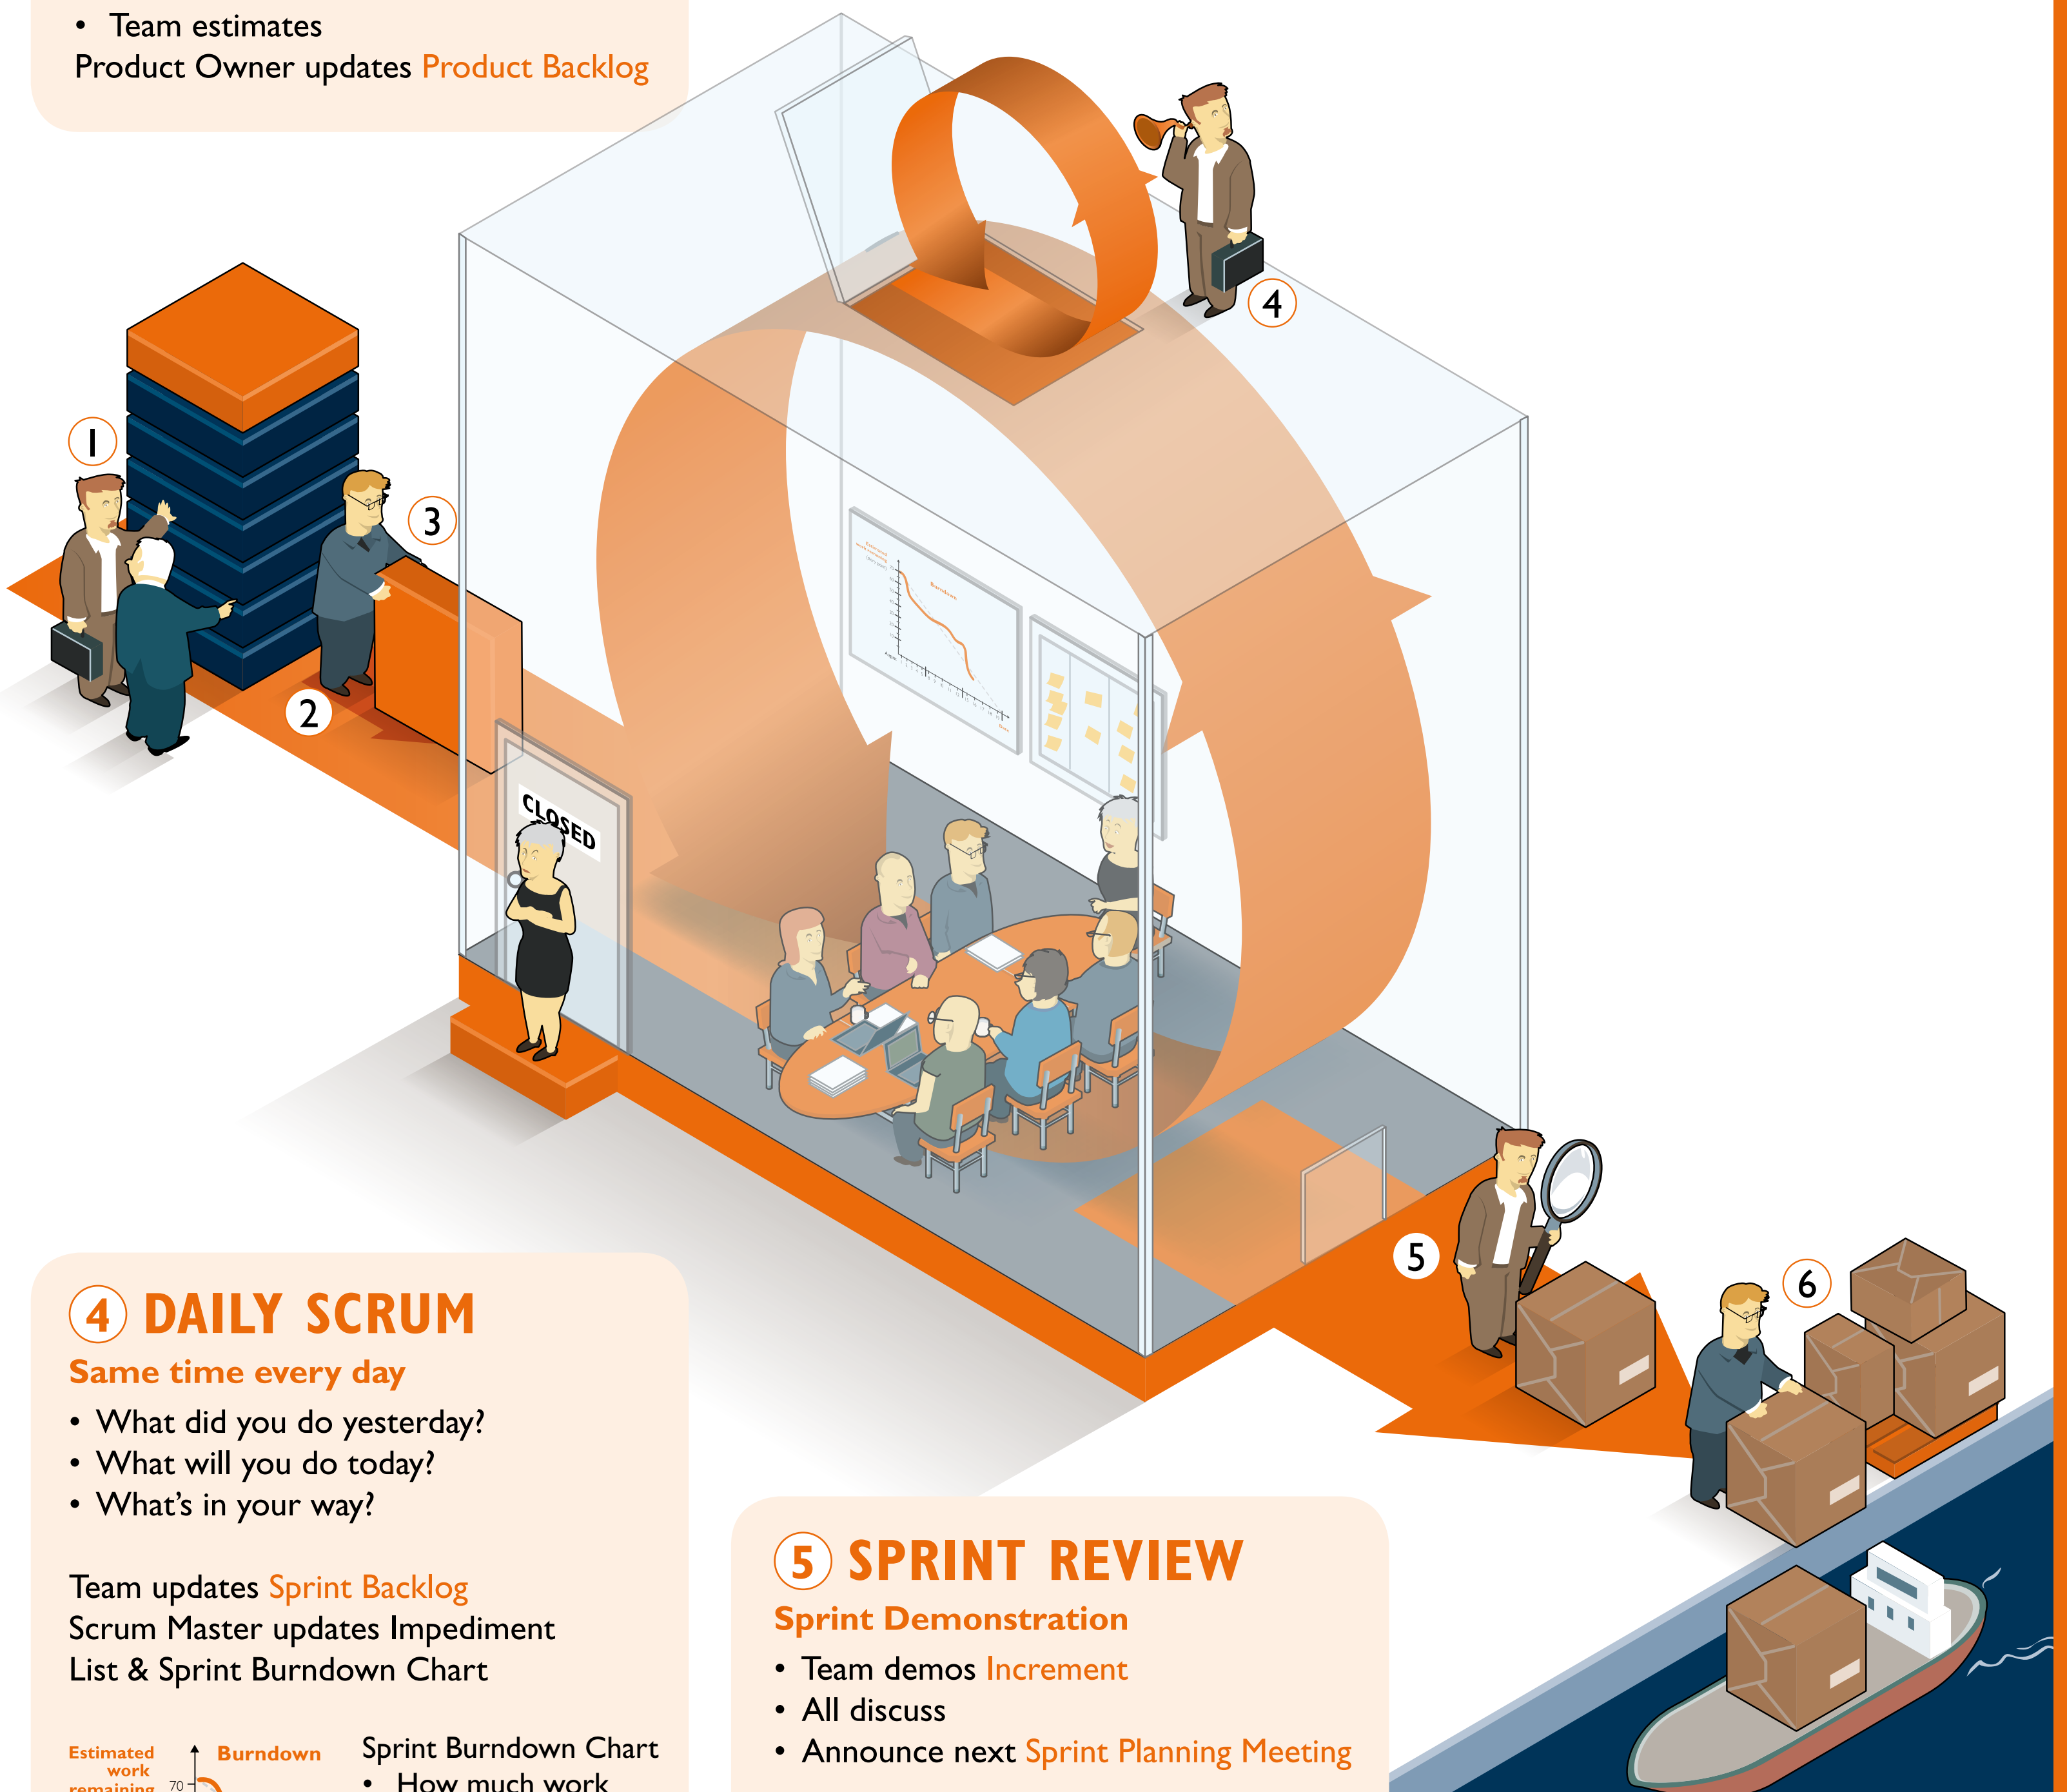 • Team estimates
Product Owner updates Product Backlog
1
2
3
4
CLOSED
Burndown
5
6
4 DAILY SCRUM
Same time every day
• What did you do yesterday?
• What will you do today?
• What's in your way?
Team updates Sprint Backlog
Scrum Master updates Impediment
List & Sprint Burndown Chart
Estimated
work
remaining
Burndown
70
Sprint Burndown Chart
• How much work
5 SPRINT REVIEW
Sprint Demonstration
• Team demos Increment
• All discuss
• Announce next Sprint Planning Meeting